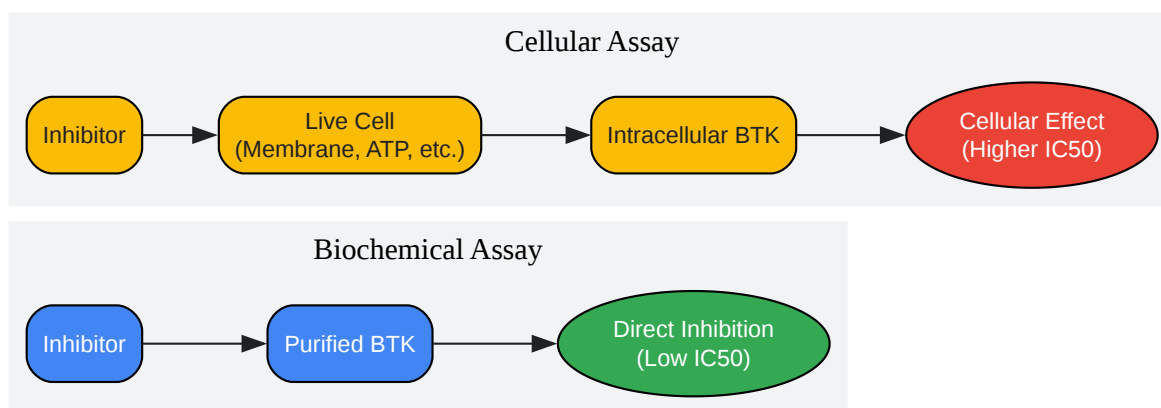 Cellular Assay
Inhibitor
Live Cell
(Membrane, ATP, etc.)
Intracellular BTK
Cellular Effect
(Higher IC50)
Biochemical Assay
Inhibitor
Purified BTK
Direct Inhibition
(Low IC50)